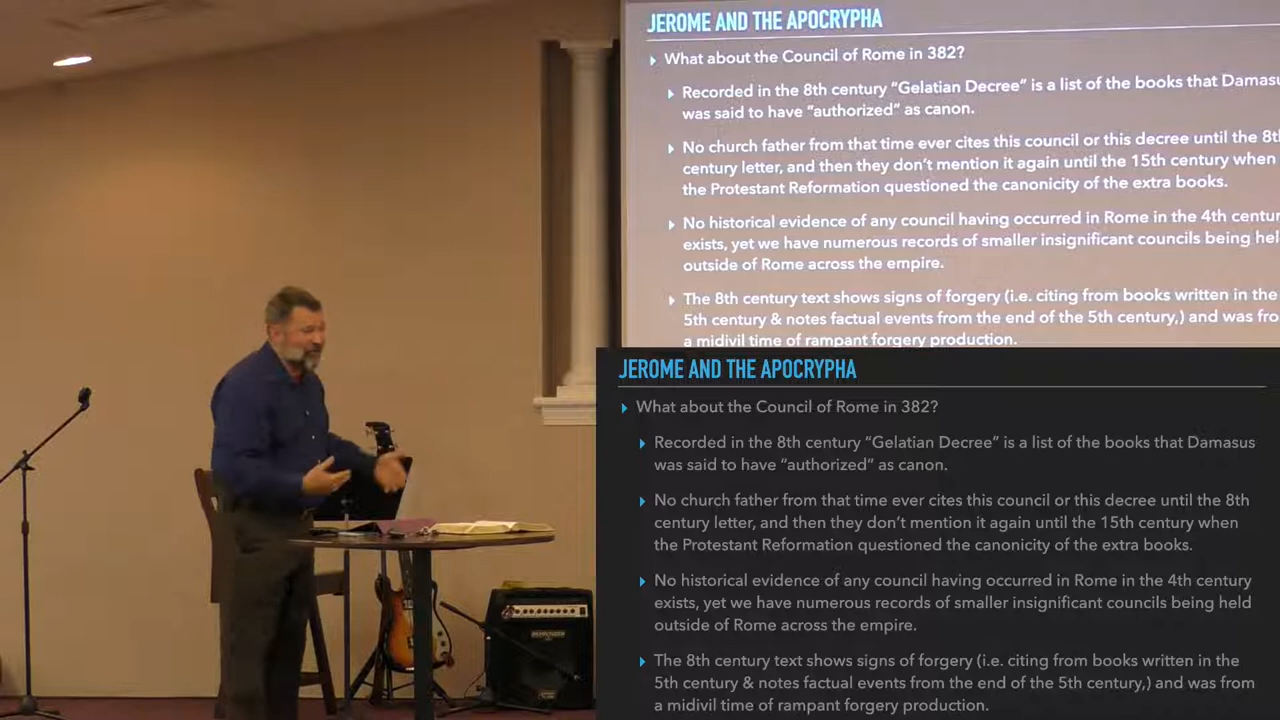 JEROME AND THE APOCRYPHA
What about the Council of Rome in 382?
Recorded in the 8th century “Gelatian Decree” is a list of the books that Damasu
was said to have “authorized” as canon.
No church father from that time ever cites this council or this decree until the 8t
century letter, and then they don’t mention it again until the 15th century when
the Protestant Reformation questioned the canonicity of the extra books.
No historical evidence of any council having occurred in Rome in the 4th centur
exists, yet we have numerous records of smaller insignificant councils being hel
outside of Rome across the empire.
The 8th century text shows signs of forgery (i.e. citing from books written in the
5th century & notes factual events from the end of the 5th century,) and was fro
a midivil time of rampant forgery production.
JEROME AND THE APOCRYPHA
What about the Council of Rome in 382?
Recorded in the 8th century “Gelatian Decree” is a list of the books that Damasus
was said to have “authorized” as canon.
No church father from that time ever cites this council or this decree until the 8th
century letter, and then they don’t mention it again until the 15th century when
the Protestant Reformation questioned the canonicity of the extra books.
No historical evidence of any council having occurred in Rome in the 4th century
exists, yet we have numerous records of smaller insignificant councils being held
outside of Rome across the empire.
The 8th century text shows signs of forgery (i.e. citing from books written in the
5th century & notes factual events from the end of the 5th century,) and was from
a midivil time of rampant forgery production.
BEHRINGER